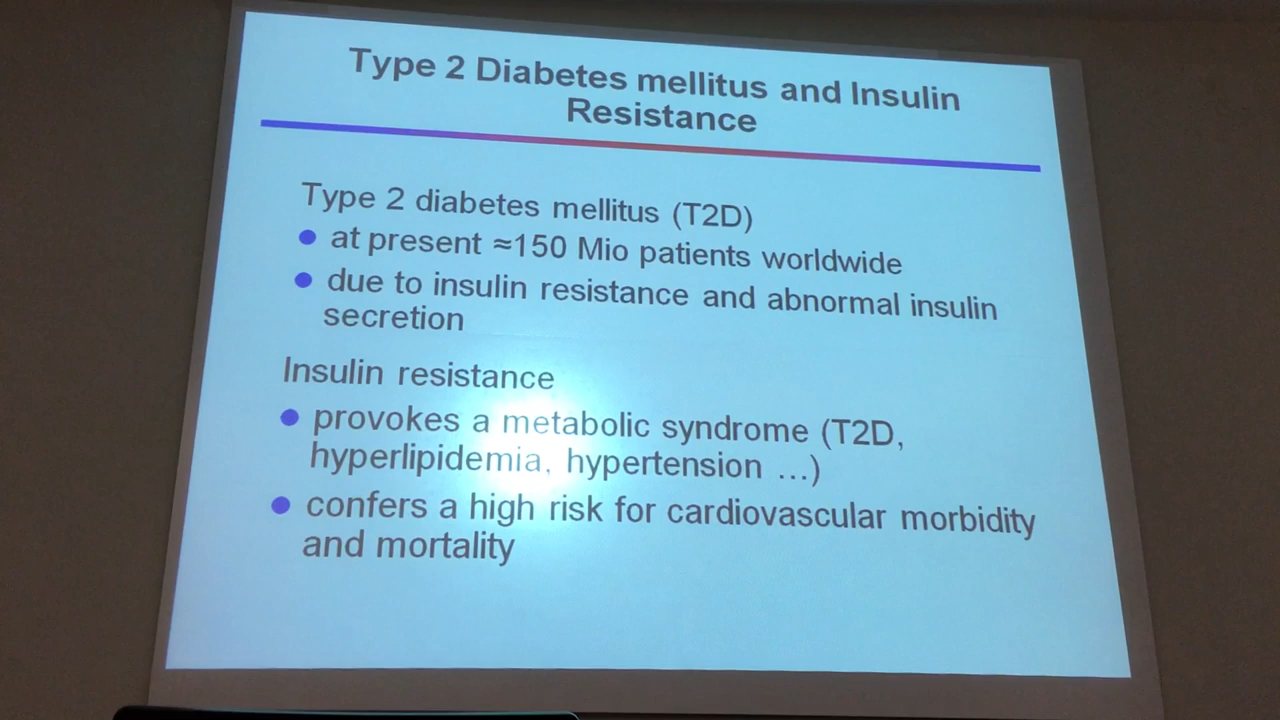 Type 2 Diabetes mellitus and Insulin
Resistance
Type 2 diabetes mellitus (T2D)
at present ≈150 Mio patients worldwide
due to insulin resistance and abnormal insulin
secretion
Insulin resistance
provokes a metabolic syndrome (T2D,
hyperlipidemia, hypertension ...)
confers a high risk for cardiovascular morbidity
and mortality